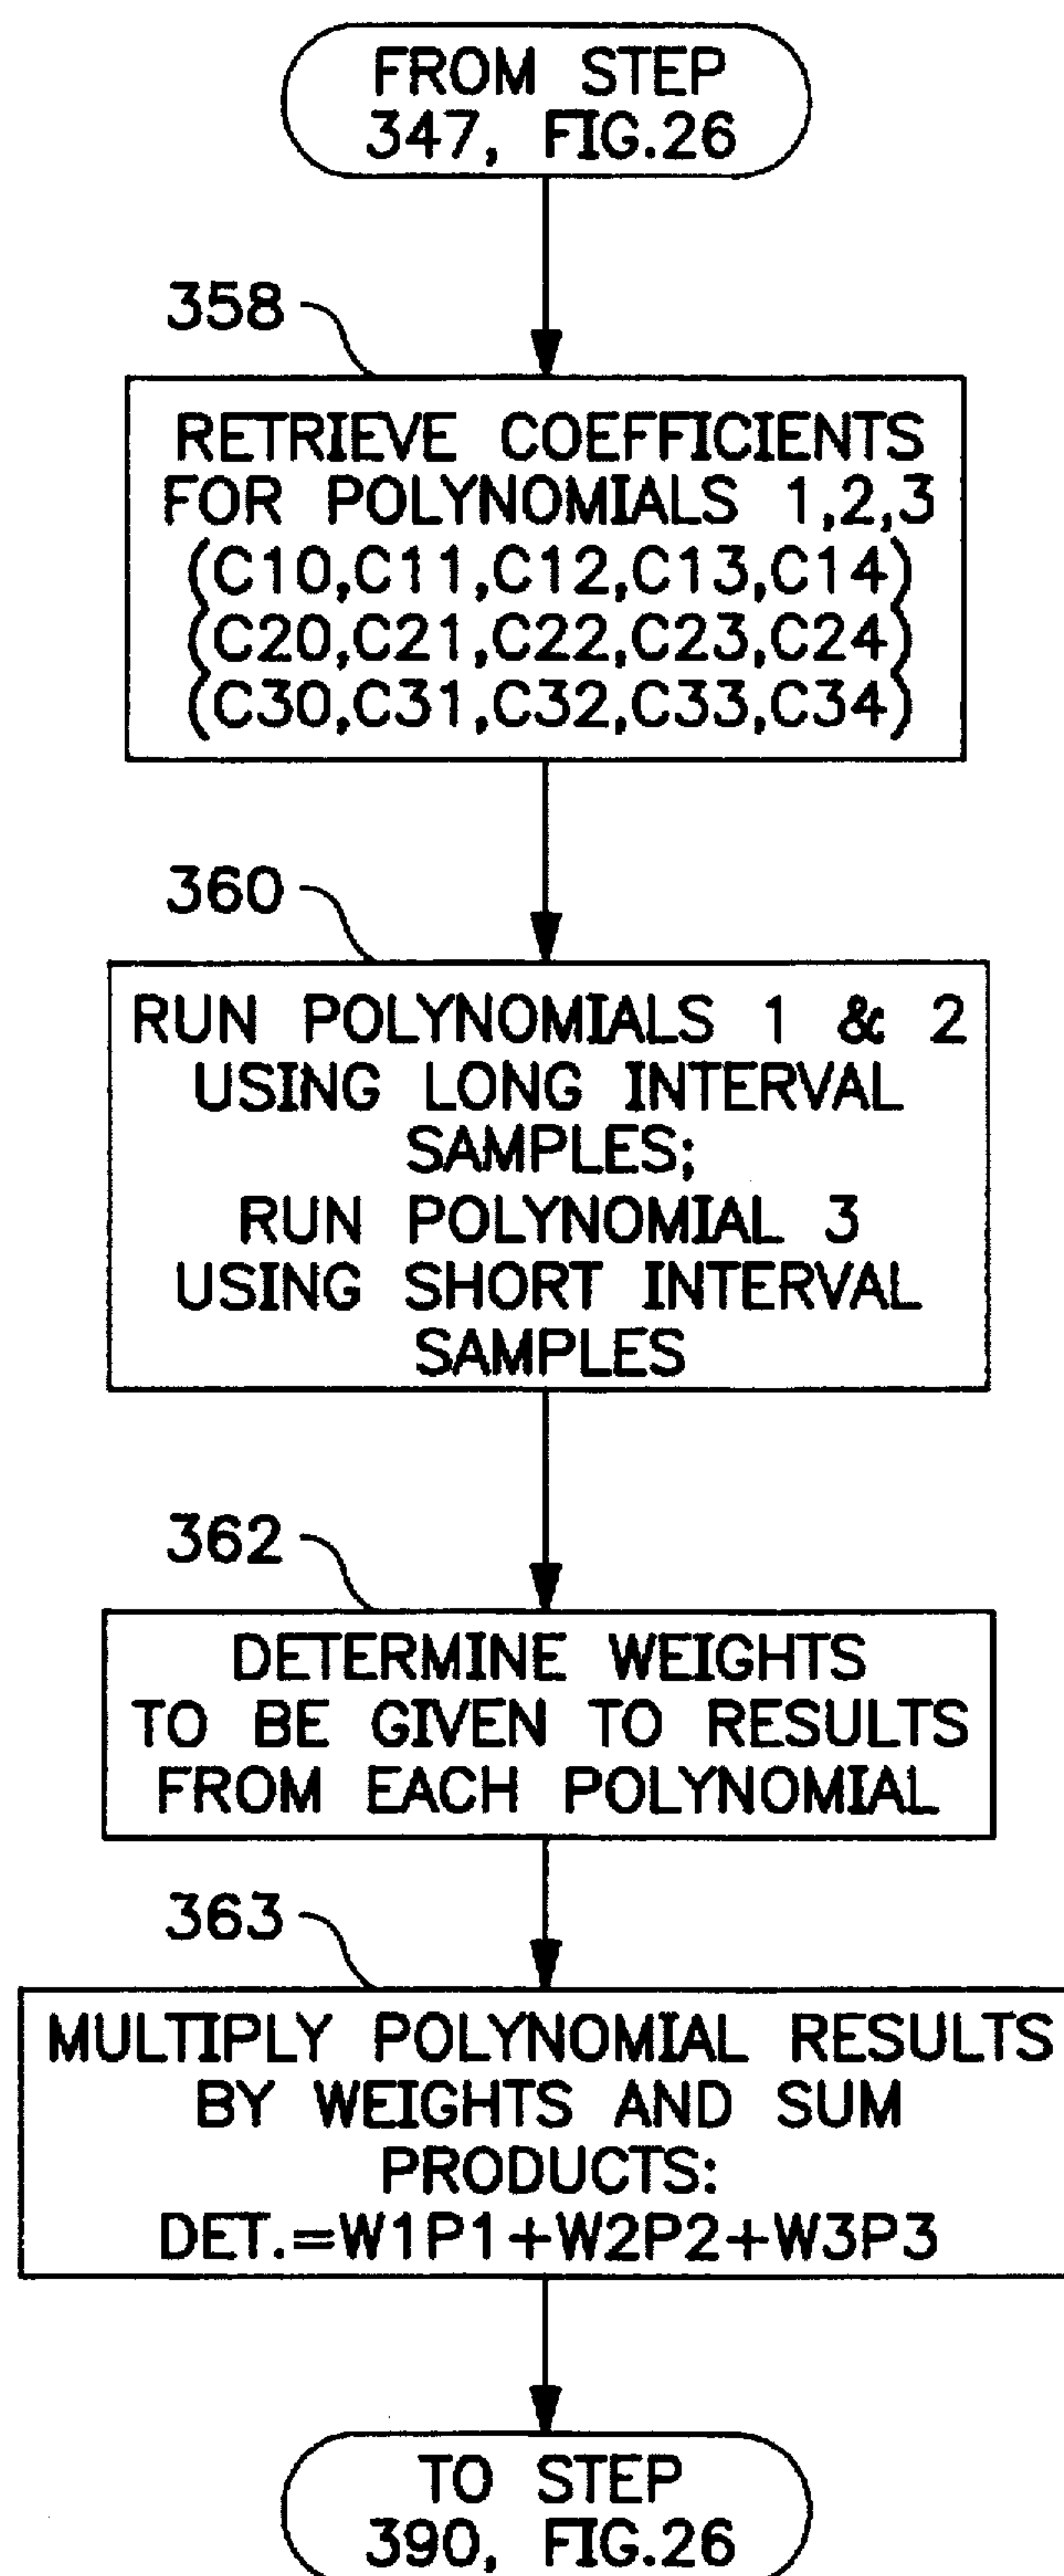 FROM STEP
347, FIG.26
358
RETRIEVE COEFFICIENTS
FOR POLYNOMIALS 1,2,3
(C10,C11,C12,C13,C14)
(C20,C21,C22,C23,C24)
(C30,C31,C32,C33,C34)
360
RUN POLYNOMIALS 1 & 2
USING LONG INTERVAL
SAMPLES;
RUN POLYNOMIAL 3
USING SHORT INTERVAL
SAMPLES
362
DETERMINE WEIGHTS
TO BE GIVEN TO RESULTS
FROM EACH POLYNOMIAL
363
MULTIPLY POLYNOMIAL RESULTS
BY WEIGHTS AND SUM
PRODUCTS:
DET.=W1P1+W2P2+W3P3
TO STEP
390, FIG.26